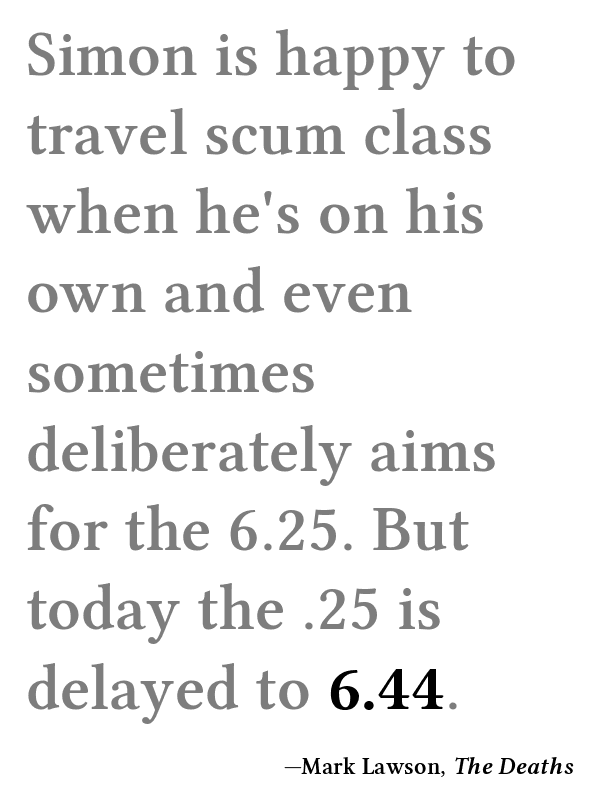 Simon is happy to
travel scum class
when he's on his
own and even
sometimes
deliberately aims
for the 6.25. But
today the .25 is
delayed to 6.44.
—Mark Lawson, The Deaths